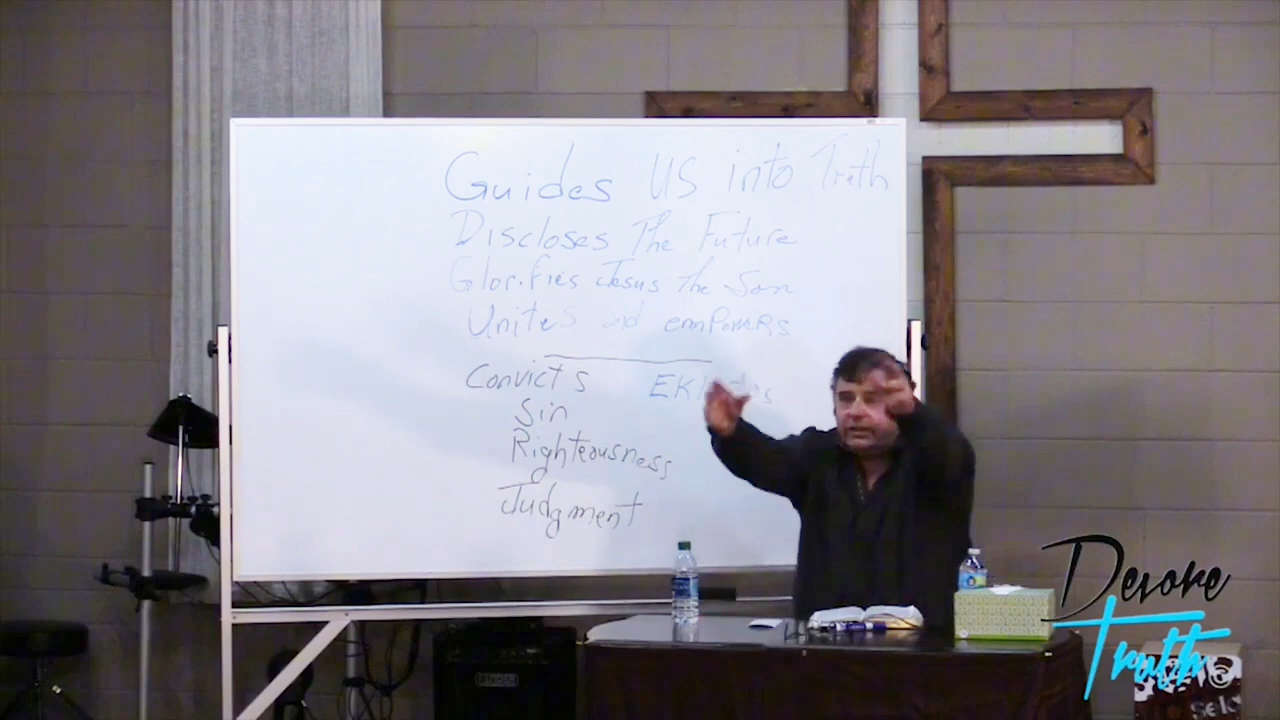 Guides US into Truth
Discloses The Future
Glorifies Jesus the Son
Unites and emPowers
Convicts
Sin
Righteousness
Judgment
Desire
Truth